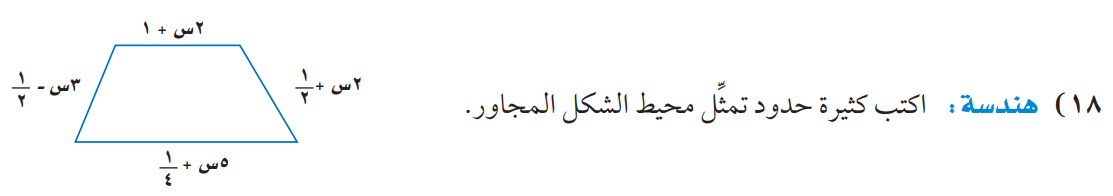 ١٨) هندسة: اكتب كثيرة حدود تمثِّل محيط الشكل المجاور.
٢س + ١
٢س + ١/٢
٣س - ١/٢
٥س + ١/٤